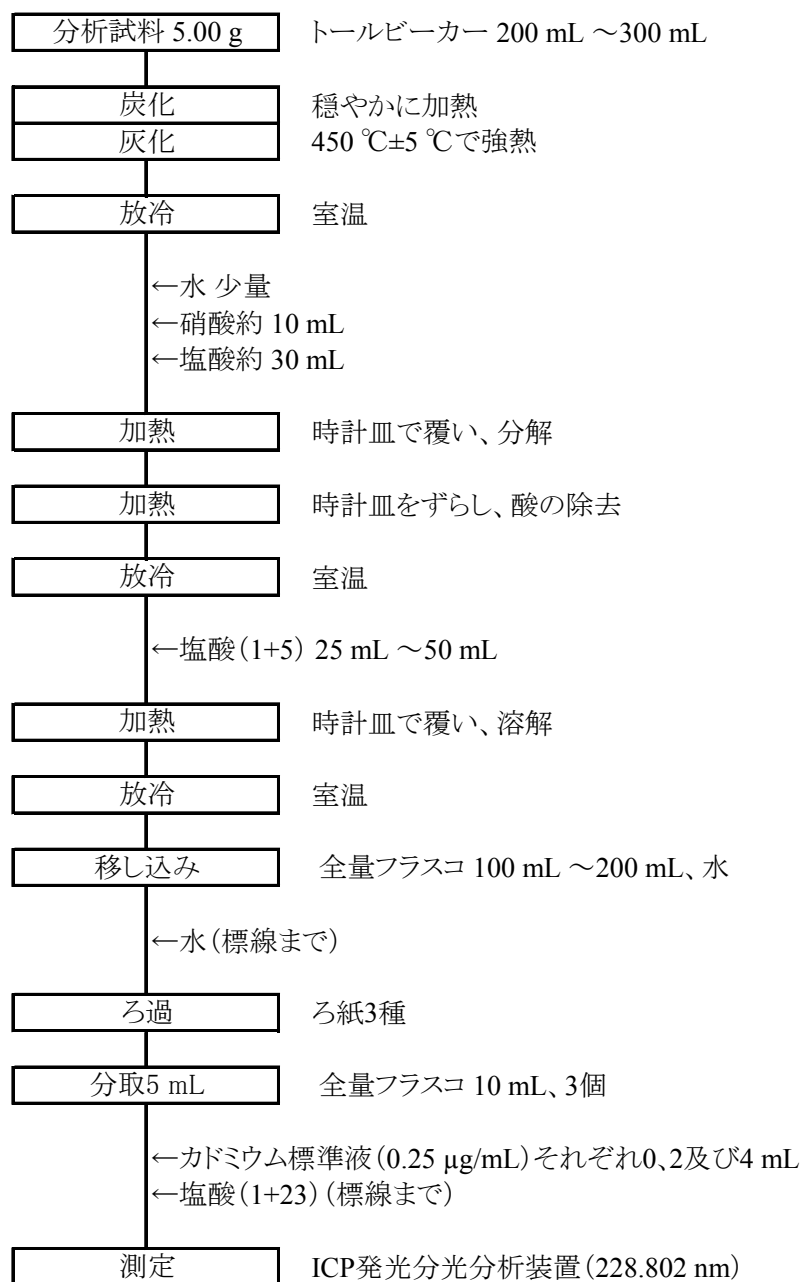 分析試料 5.00 g トールビーカー 200 mL ～300 mL
炭化 穏やかに加熱
灰化 450 ℃±5 ℃で強熱
放冷 室温
←水 少量
←硝酸約 10 mL
←塩酸約 30 mL
加熱 時計皿で覆い、分解
加熱 時計皿をずらし、酸の除去
放冷 室温
←塩酸（1+5） 25 mL ～50 mL
加熱 時計皿で覆い、溶解
放冷 室温
移し込み 全量フラスコ 100 mL ～200 mL、水
←水（標線まで）
ろ過 ろ紙3種
分取5 mL 全量フラスコ 10 mL、3個
←カドミウム標準液（0.25 µg/mL）それぞれ0、2及び4 mL
←塩酸（1+23）（標線まで）
測定 ICP発光分光分析装置（228.802 nm）